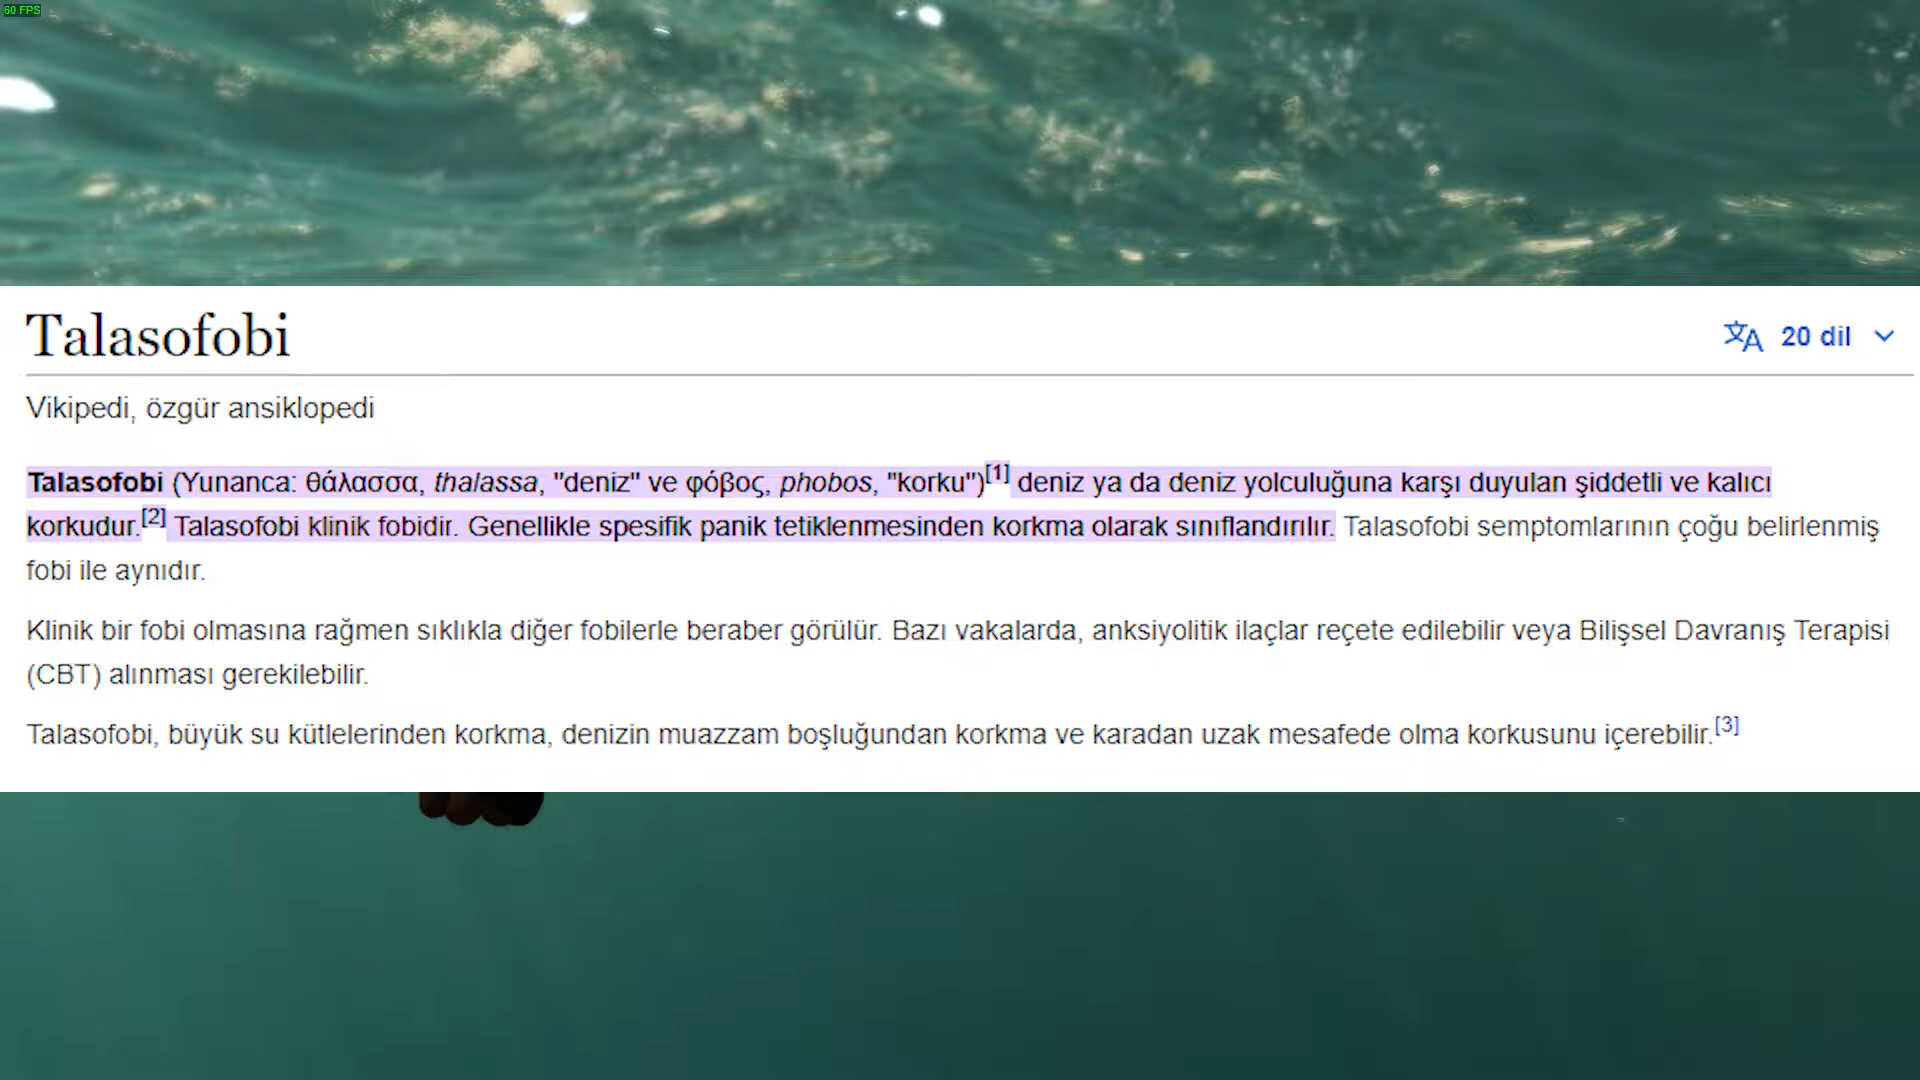 60 FPS
Talasofobi
20 dil
Vikipedi, özgür ansiklopedi
Talasofobi (Yunanca: θάλασσα, thalassa, "deniz" ve φόβος, phobos, "korku")[1] deniz ya da deniz yolculuğuna karşı duyulan şiddetli ve kalıcı
korkudur.[2] Talasofobi klinik fobidir. Genellikle spesifik panik tetiklenmesinden korkma olarak sınıflandırılır. Talasofobi semptomlarının çoğu belirlenmiş
fobi ile aynıdır.
Klinik bir fobi olmasına rağmen sıklıkla diğer fobilerle beraber görülür. Bazı vakalarda, anksiyolitik ilaçlar reçete edilebilir veya Bilişsel Davranış Terapisi
(CBT) alınması gerekilebilir.
Talasofobi, büyük su kütlelerinden korkma, denizin muazzam boşluğundan korkma ve karadan uzak mesafede olma korkusunu içerebilir.[3]